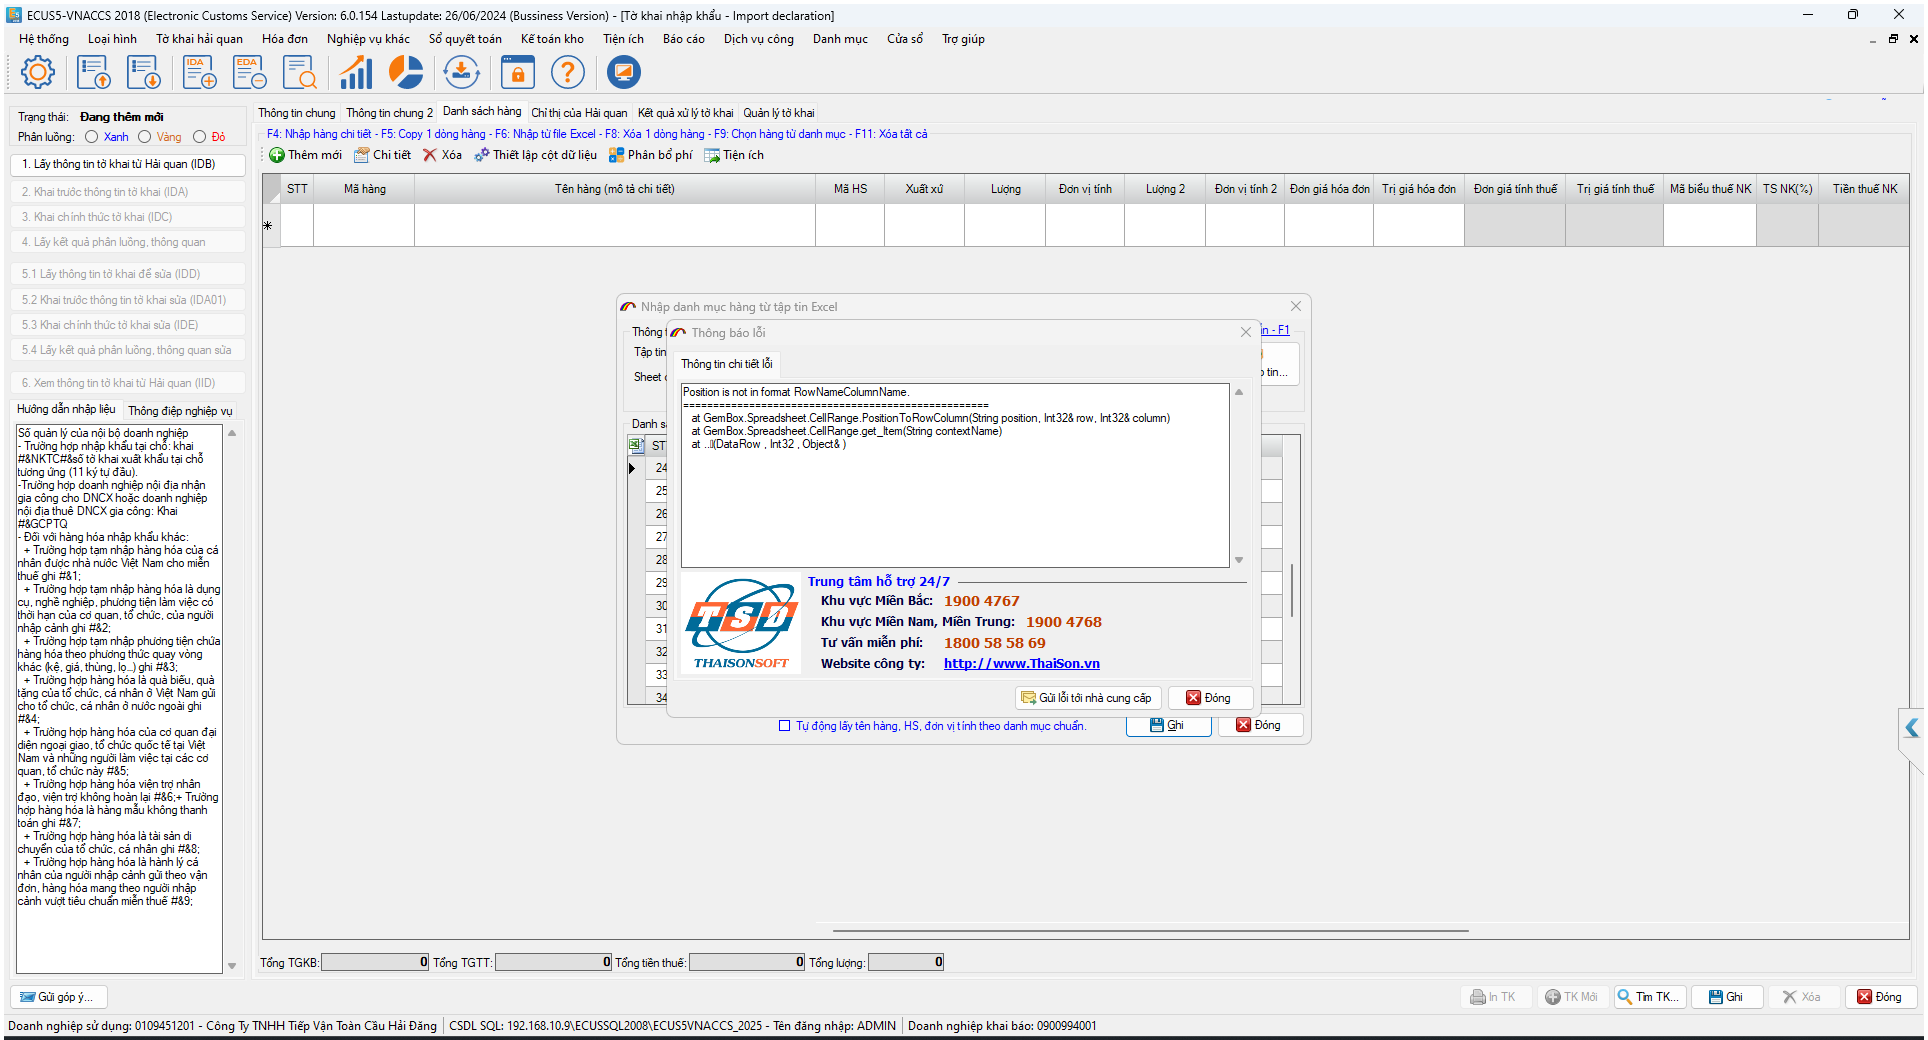 ECUS5-VNACCS 2018 (Electronic Customs Service) Version: 6.0.154 Lastupdate: 26/06/2024 (Bussiness Version) - [Tờ khai nhập khẩu - Import declaration]
Hệ thống Loại hình Tờ khai hải quan Hóa đơn Nghiệp vụ khác Sổ quyết toán Kế toán kho Tiện ích Báo cáo Dịch vụ công Danh mục Cửa sổ Trợ giúp
IDA EDA
Trạng thái: Đang thêm mới
Phân luồng: Xanh Vàng Đỏ
1. Lấy thông tin tờ khai từ Hải quan (IDB)
2. Khai trước thông tin tờ khai (IDA)
3. Khai chính thức tờ khai (IDC)
4. Lấy kết quả phân luồng, thông quan
5.1 Lấy thông tin tờ khai để sửa (IDD)
5.2 Khai trước thông tin tờ khai sửa (IDA01)
5.3 Khai chính thức tờ khai sửa (IDE)
5.4 Lấy kết quả phân luồng, thông quan sửa
6. Xem thông tin tờ khai từ Hải quan (IID)
Hướng dẫn nhập liệu Thông điệp nghiệp vụ
Số quản lý của nội bộ doanh nghiệp
- Trường hợp nhập khẩu tại chỗ: khai
#&NKTC#&số tờ khai xuất khẩu tại chỗ
tương ứng (11 ký tự đầu).
-Trường hợp doanh nghiệp nội địa nhận
gia công cho DNCX hoặc doanh nghiệp
nội địa thuê DNCX gia công: Khai
#&GCPTQ
- Đối với hàng hóa nhập khẩu khác:
+ Trường hợp tạm nhập hàng hóa của cá
nhân được nhà nước Việt Nam cho miễn
thuế ghi #&1;
+ Trường hợp tạm nhập hàng hóa là dụng
cụ, nghề nghiệp, phương tiện làm việc có
thời hạn của cơ quan, tổ chức, của người
nhập cảnh ghi #&2;
+ Trường hợp tạm nhập phương tiện chứa
hàng hóa theo phương thức quay vòng
khác (kệ, giá, thùng, lọ...) ghi #&3;
+ Trường hợp hàng hóa là quà biếu, quà
tặng của tổ chức, cá nhân ở Việt Nam gửi
cho tổ chức, cá nhân ở nước ngoài ghi
#&4;
+ Trường hợp hàng hóa của cơ quan đại
diện ngoại giao, tổ chức quốc tế tại Việt
Nam và những người làm việc tại các cơ
quan, tổ chức này #&5;
+ Trường hợp hàng hóa viện trợ nhân
đạo, viện trợ không hoàn lại #&6;+ Trường
hợp hàng hóa là hàng mẫu không thanh
toán ghi #&7;
+ Trường hợp hàng hóa là tài sản di
chuyển của tổ chức, cá nhân ghi #&8;
+ Trường hợp hàng hóa là hành lý cá
nhân của người nhập cảnh gửi theo vận
đơn, hàng hóa mang theo người nhập
cảnh vượt tiêu chuẩn miễn thuế #&9;
Thông tin chung Thông tin chung 2 Danh sách hàng Chỉ thị của Hải quan Kết quả xử lý tờ khai Quản lý tờ khai
F4: Nhập hàng chi tiết - F5: Copy 1 dòng hàng - F6: Nhập từ file Excel - F8: Xóa 1 dòng hàng - F9: Chọn hàng từ danh mục - F11: Xóa tất cả
Thêm mới Chi tiết Xóa Thiết lập cột dữ liệu Phân bổ phí Tiện ích
STT Mã hàng Tên hàng (mô tả chi tiết) Mã HS Xuất xứ Lượng Đơn vị tính Lượng 2 Đơn vị tính 2 Đơn giá hóa đơn Trị giá hóa đơn Đơn giá tính thuế Trị giá tính thuế Mã biểu thuế NK TS NK(%) Tiền thuế NK
Nhập danh mục hàng từ tập tin Excel
Thông t
Tập tin
Sheet c
n - F1
tin...
Danh s
ST
24
25
26
27
28
29
30
31
32
33
34
Thông báo lỗi
Thông tin chi tiết lỗi
Position is not in format RowNameColumnName.
==================================================
at GemBox.Spreadsheet.CellRange.PositionToRowColumn(String position, Int32& row, Int32& column)
at GemBox.Spreadsheet.CellRange.get_Item(String contextName)
at ..(DataRow , Int32 , Object& )
TSD
THAISONSOFT
Trung tâm hỗ trợ 24/7
Khu vực Miền Bắc: 1900 4767
Khu vực Miền Nam, Miền Trung: 1900 4768
Tư vấn miễn phí: 1800 58 58 69
Website công ty: http://www.ThaiSon.vn
Gửi lỗi tới nhà cung cấp Đóng
Tự động lấy tên hàng, HS, đơn vị tính theo danh mục chuẩn. Ghi Đóng
Tổng TGKB: 0 Tổng TGTT: 0 Tổng tiền thuế: 0 Tổng lượng: 0
Gửi góp ý... In TK TK Mới Tìm TK... Ghi Xóa Đóng
Doanh nghiệp sử dụng: 0109451201 - Công Ty TNHH Tiếp Vận Toàn Cầu Hải Đăng CSDL SQL: 192.168.10.9\ECUSSQL2008\ECUS5VNACCS_2025 - Tên đăng nhập: ADMIN Doanh nghiệp khai báo: 0900994001